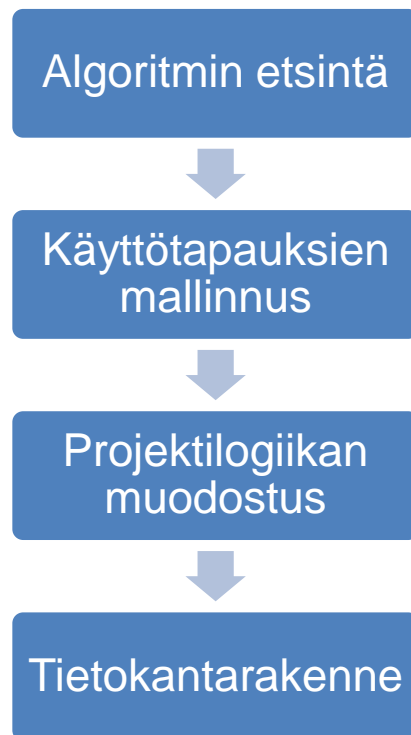 Algoritmin etsintä
Käyttötapauksien
mallinnus
Projektilogiikan
muodostus
Tietokantarakenne